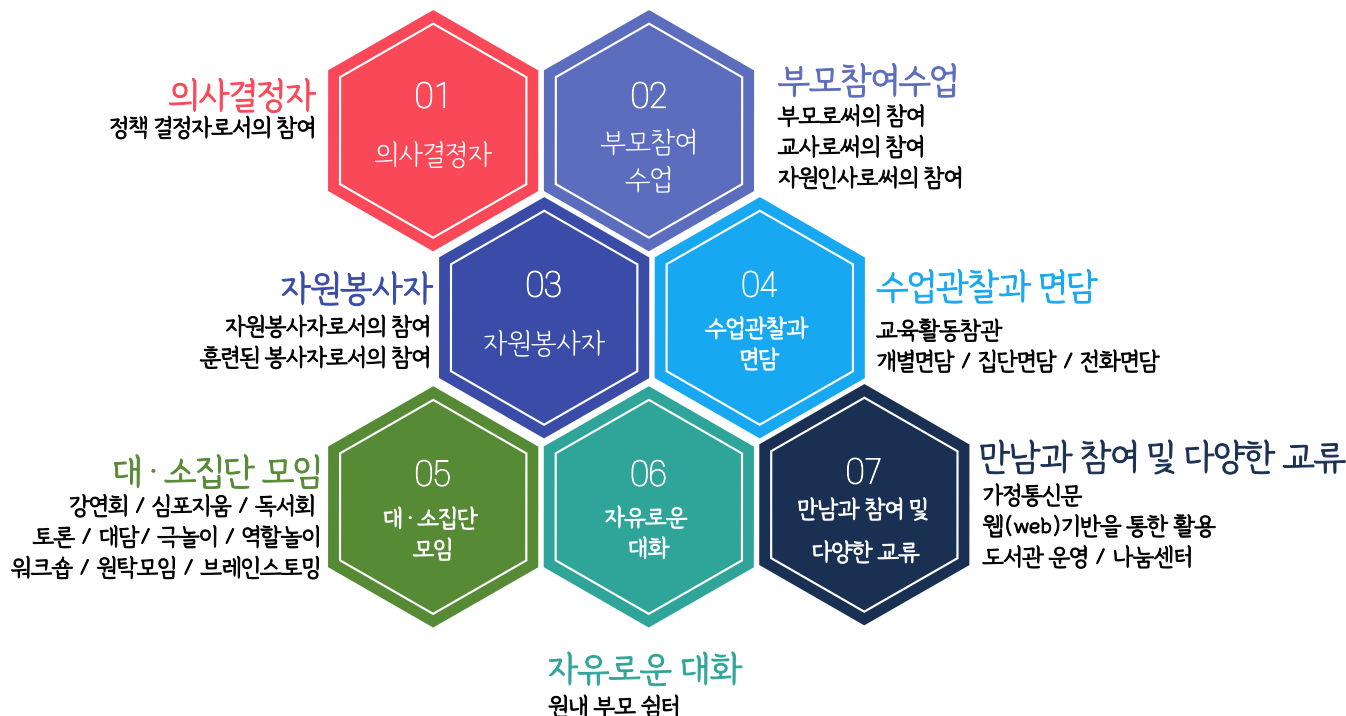 의사결정자
정책 결정자로서의 참여
01
의사결정자
02
부모참여
수업
부모참여수업
부모로써의 참여
교사로써의 참여
자원인사로써의 참여
자원봉사자
자원봉사자로서의 참여
훈련된 봉사자로서의 참여
03
자원봉사자
04
수업관찰과
면담
수업관찰과 면담
교육활동참관
개별면담 / 집단면담 / 전화면담
대 · 소집단 모임
강연회 / 심포지움 / 독서회
토론 / 대담/ 극놀이 / 역할놀이
워크숍 / 원탁모임 / 브레인스토밍
05
대 · 소집단
모임
06
자유로운
대화
07
만남과 참여 및
다양한 교류
만남과 참여 및 다양한 교류
가정통신문
웹(web)기반을 통한 활용
도서관 운영 / 나눔센터
자유로운 대화
원내 부모 쉼터